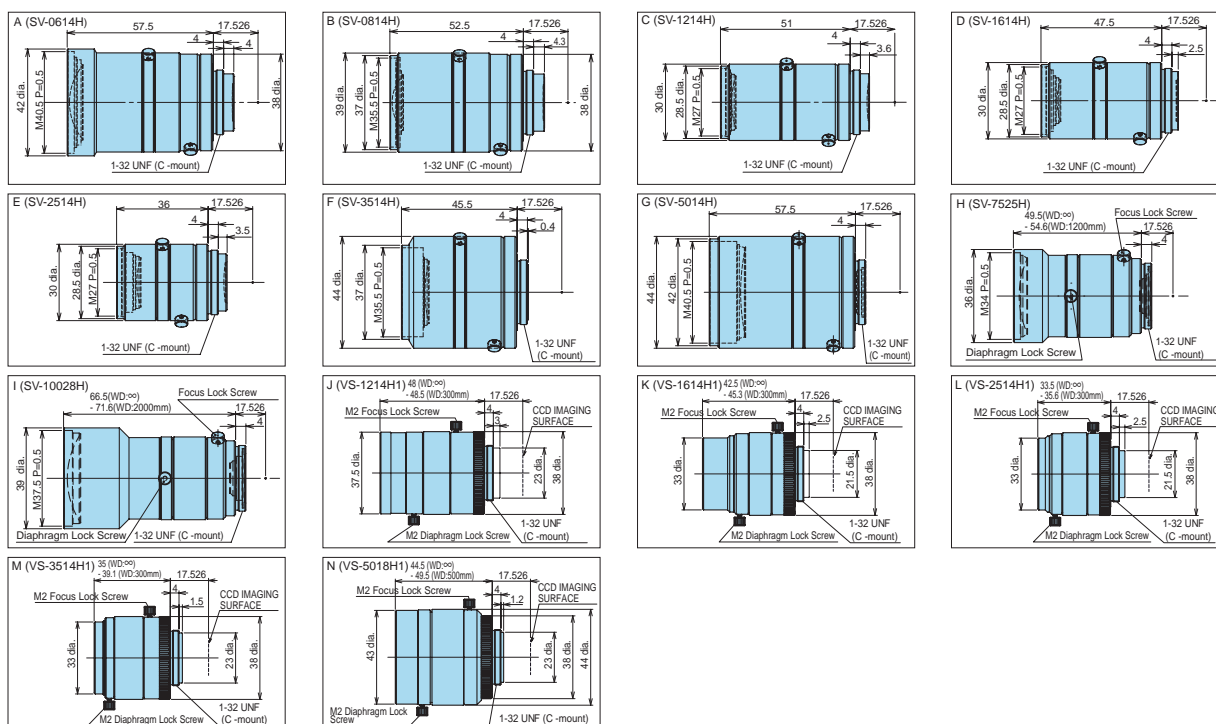 A (SV-0614H)
57.5
17.526
4
4
42 dia.
M40.5 P=0.5
38 dia.
1-32 UNF (C -mount)
B (SV-0814H)
52.5
17.526
4
4.3
39 dia.
37 dia.
M35.5 P=0.5
38 dia.
1-32 UNF (C -mount)
C (SV-1214H)
51
17.526
4
3.6
30 dia.
28.5 dia.
M27 P=0.5
1-32 UNF (C -mount)
D (SV-1614H)
47.5
17.526
4
2.5
30 dia.
28.5 dia.
M27 P=0.5
1-32 UNF (C -mount)
E (SV-2514H)
36
17.526
4
3.5
30 dia.
28.5 dia.
M27 P=0.5
1-32 UNF (C -mount)
F (SV-3514H)
45.5
17.526
4
0.4
44 dia.
37 dia.
M35.5 P=0.5
1-32 UNF
(C -mount)
G (SV-5014H)
57.5
17.526
4
44 dia.
42 dia.
M40.5 P=0.5
1-32 UNF
(C -mount)
H (SV-7525H)
49.5(WD:∞)
- 54.6(WD:1200mm)
Focus Lock Screw
17.526
4
36 dia.
M34 P=0.5
Diaphragm Lock Screw
1-32 UNF
(C -mount)
I (SV-10028H)
66.5(WD:∞)
- 71.6(WD:2000mm)
Focus Lock Screw
17.526
4
39 dia.
M37.5 P=0.5
Diaphragm Lock Screw
1-32 UNF (C -mount)
J (VS-1214H1) 48 (WD:∞)
- 48.5 (WD:300mm)
17.526
M2 Focus Lock Screw
4
3
CCD IMAGING
SURFACE
37.5 dia.
23 dia.
38 dia.
1-32 UNF
(C -mount)
M2 Diaphragm Lock Screw
K (VS-1614H1) 42.5 (WD:∞)
- 45.3 (WD:300mm)
17.526
M2 Focus Lock Screw
4
2.5
CCD IMAGING
SURFACE
33 dia.
21.5 dia.
38 dia.
1-32 UNF
(C -mount)
M2 Diaphragm Lock Screw
L (VS-2514H1) 33.5 (WD:∞)
- 35.6 (WD:300mm)
17.526
M2 Focus Lock Screw
4
2.5
CCD IMAGING
SURFACE
33 dia.
21.5 dia.
38 dia.
1-32 UNF
(C -mount)
M2 Diaphragm Lock Screw
M (VS-3514H1) 35 (WD:∞)
- 39.1 (WD:300mm)
17.526
M2 Focus Lock Screw
4
1.5
CCD IMAGING
SURFACE
33 dia.
23 dia.
38 dia.
1-32 UNF
(C -mount)
M2 Diaphragm Lock Screw
N (VS-5018H1) 44.5 (WD:∞)
- 49.5 (WD:500mm)
17.526
M2 Focus Lock Screw
4
1.2
CCD IMAGING
SURFACE
43 dia.
23 dia.
38 dia.
44 dia.
M2 Diaphragm Lock
Screw
1-32 UNF (C -mount)